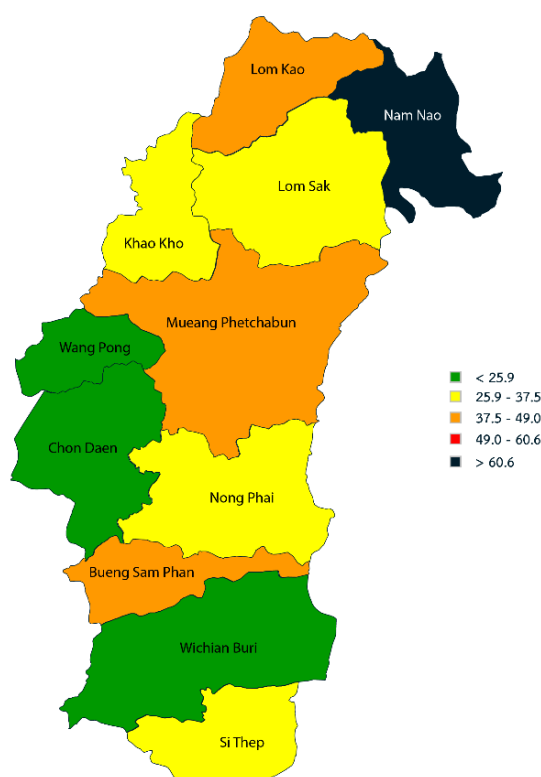 Lom Kao
Nam Nao
Lom Sak
Khao Kho
Mueang Phetchabun
Wang Pong
< 25.9
25.9 - 37.5
37.5 - 49.0
49.0 - 60.6
> 60.6
Chon Daen
Nong Phai
Bueng Sam Phan
Wichian Buri
Si Thep